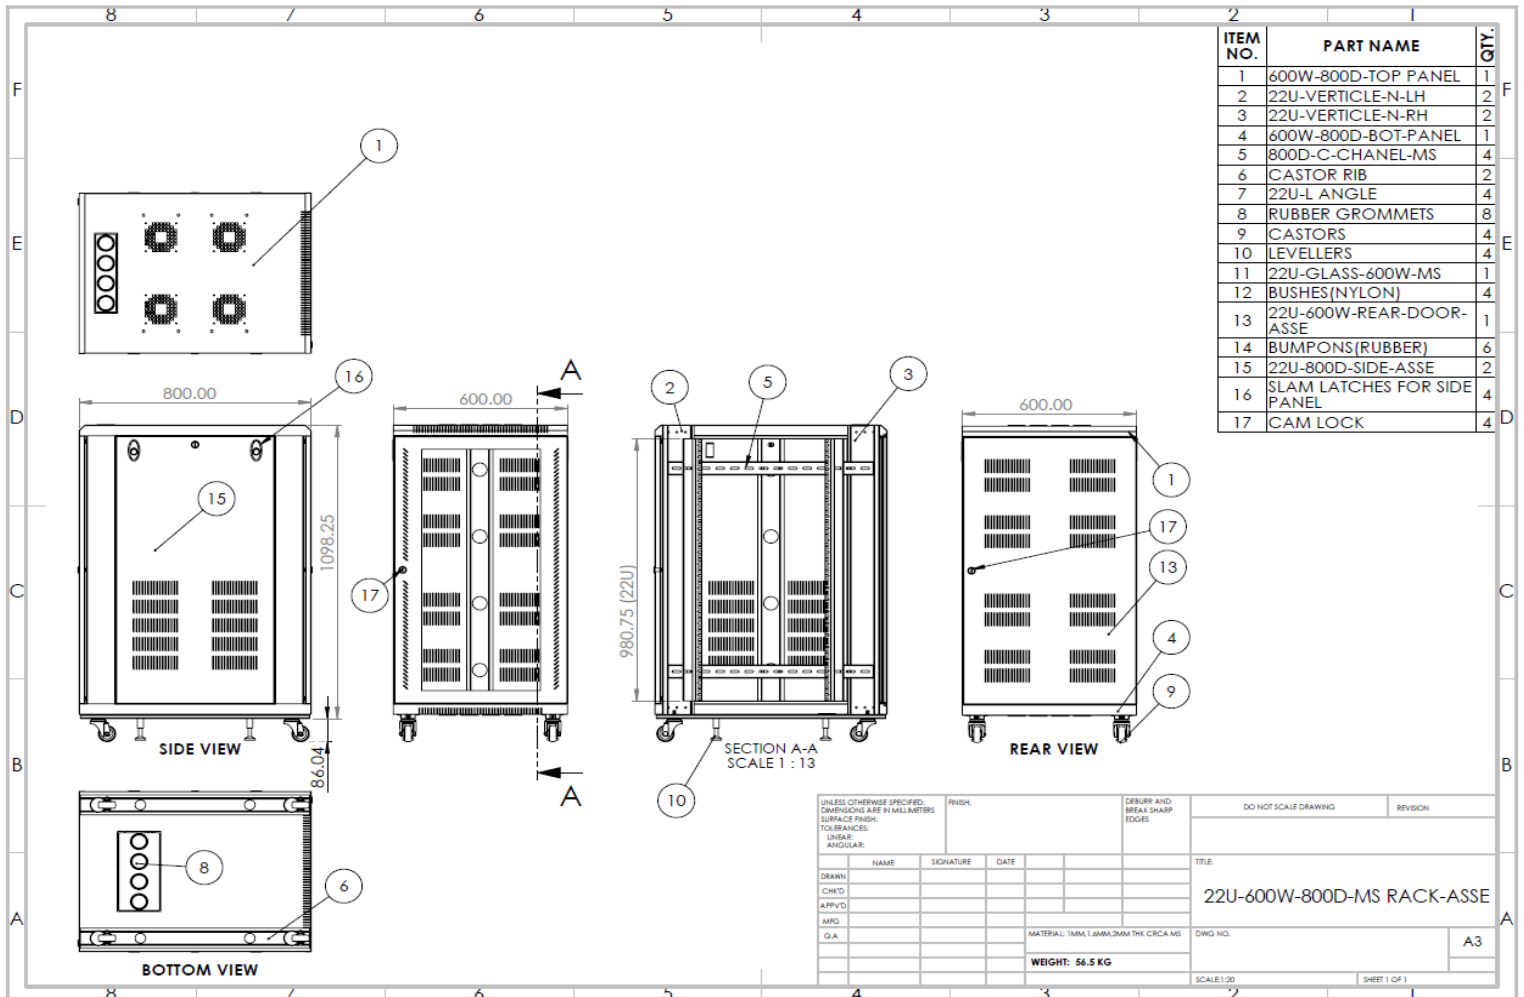 8 7 6 5 4 3 2 1
F
E
D
C
B
A
F
E
D
C
B
A
ITEM NO. PART NAME QTY.
1 600W-800D-TOP PANEL 1
2 22U-VERTICLE-N-LH 2
3 22U-VERTICLE-N-RH 2
4 600W-800D-BOT-PANEL 1
5 800D-C-CHANEL-MS 4
6 CASTOR RIB 2
7 22U-L ANGLE 4
8 RUBBER GROMMETS 8
9 CASTORS 4
10 LEVELLERS 4
11 22U-GLASS-600W-MS 1
12 BUSHES(NYLON) 4
13 22U-600W-REAR-DOOR-
ASSE 1
14 BUMPONS(RUBBER) 6
15 22U-800D-SIDE-ASSE 2
16 SLAM LATCHES FOR SIDE
PANEL 4
17 CAM LOCK 4
1
16
800.00
15
1098.25
86.04
SIDE VIEW
A
600.00
17
A
2
5
3
980.75 (22U)
SECTION A-A
SCALE 1 : 13
10
600.00
1
17
13
4
9
REAR VIEW
8
6
BOTTOM VIEW
UNLESS OTHERWISE SPECIFIED:
DIMENSIONS ARE IN MILLIMETERS
SURFACE FINISH:
TOLERANCES:
LINEAR:
ANGULAR:
FINISH:
DEBURR AND
BREAK SHARP
EDGES
DO NOT SCALE DRAWING
REVISION
NAME SIGNATURE DATE
DRAWN
CHK'D
APPV'D
MFG
Q.A
TITLE:
22U-600W-800D-MS RACK-ASSE
MATERIAL: 1MM,1.6MM,2MM THK CRCA MS
DWG NO.
A3
WEIGHT: 56.5 KG
SCALE:1:20
SHEET 1 OF 1
8 7 6 5 4 3 2 1